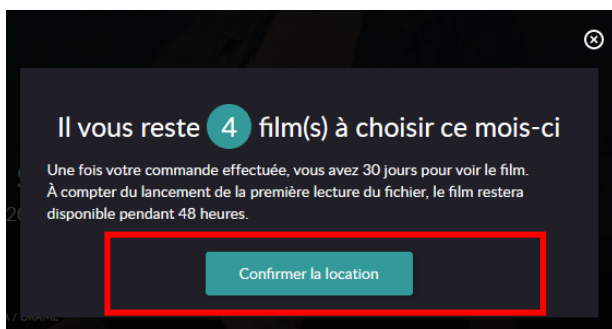 Il vous reste 4 film(s) à choisir ce mois-ci
Une fois votre commande effectuée, vous avez 30 jours pour voir le film.
À compter du lancement de la première lecture du fichier, le film restera
disponible pendant 48 heures.
Confirmer la location